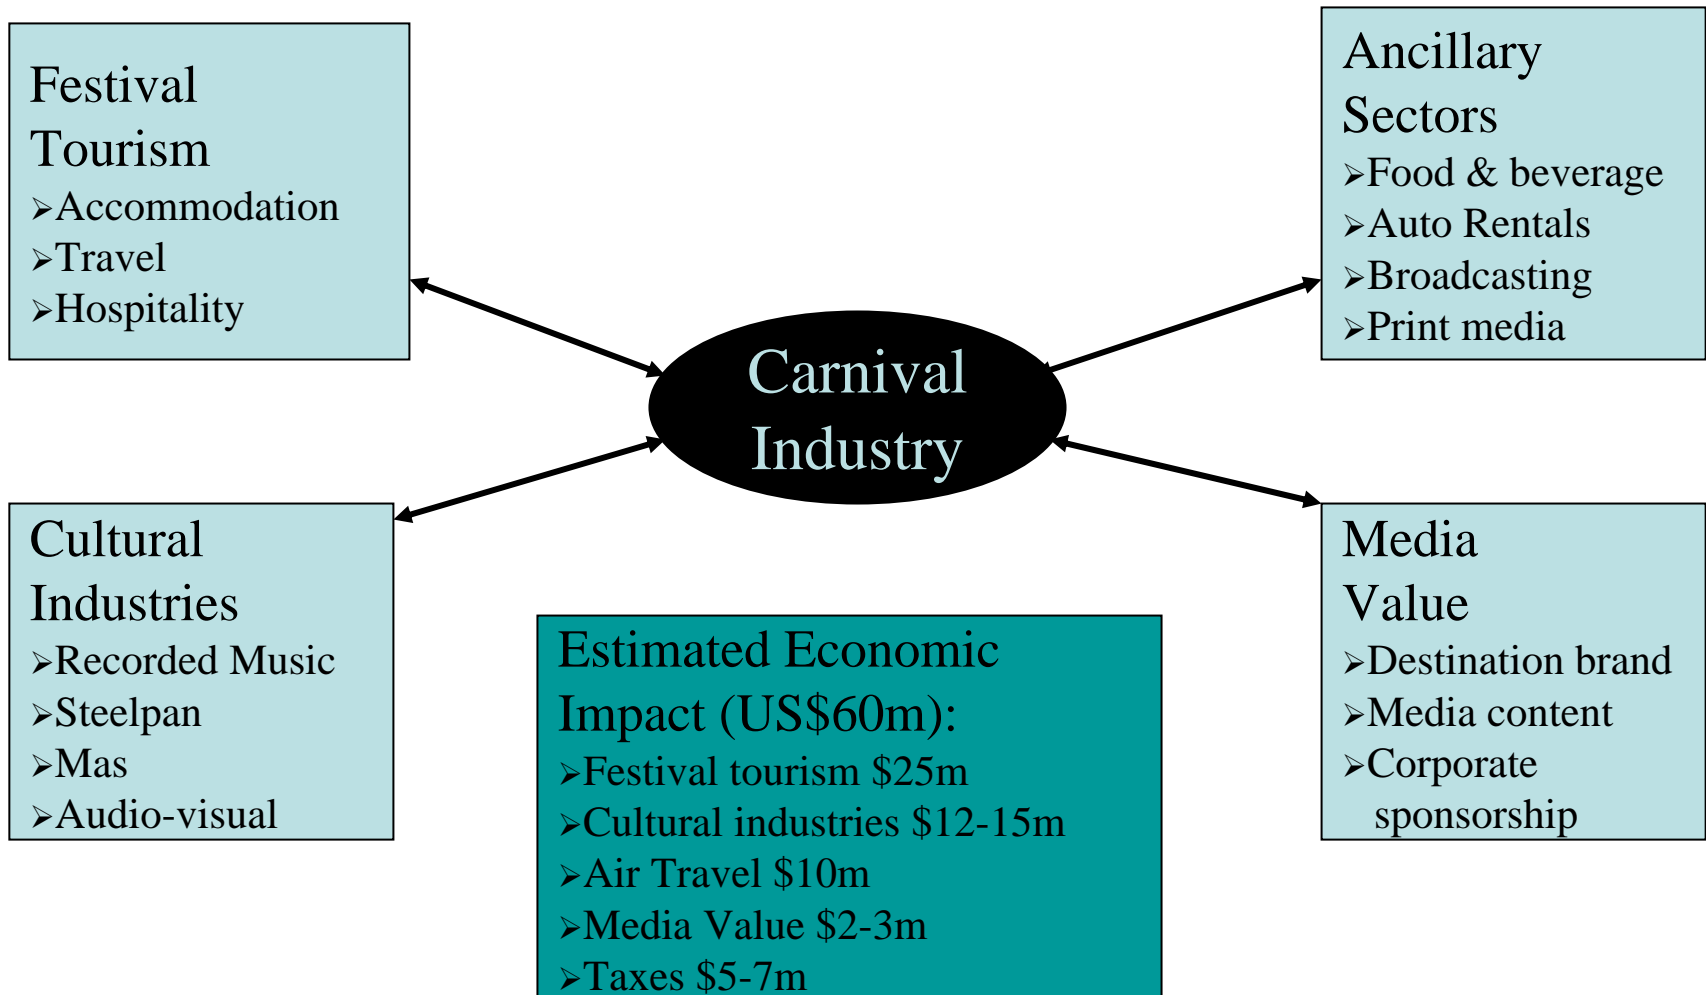 Festival
Tourism
➢Accommodation
➢Travel
➢Hospitality
Ancillary
Sectors
➢Food & beverage
➢Auto Rentals
➢Broadcasting
➢Print media
Carnival
Industry
Cultural
Industries
➢Recorded Music
➢Steelpan
➢Mas
➢Audio-visual
Media
Value
➢Destination brand
➢Media content
➢Corporate
sponsorship
Estimated Economic
Impact (US$60m):
➢Festival tourism $25m
➢Cultural industries $12-15m
➢Air Travel $10m
➢Media Value $2-3m
➢Taxes $5-7m